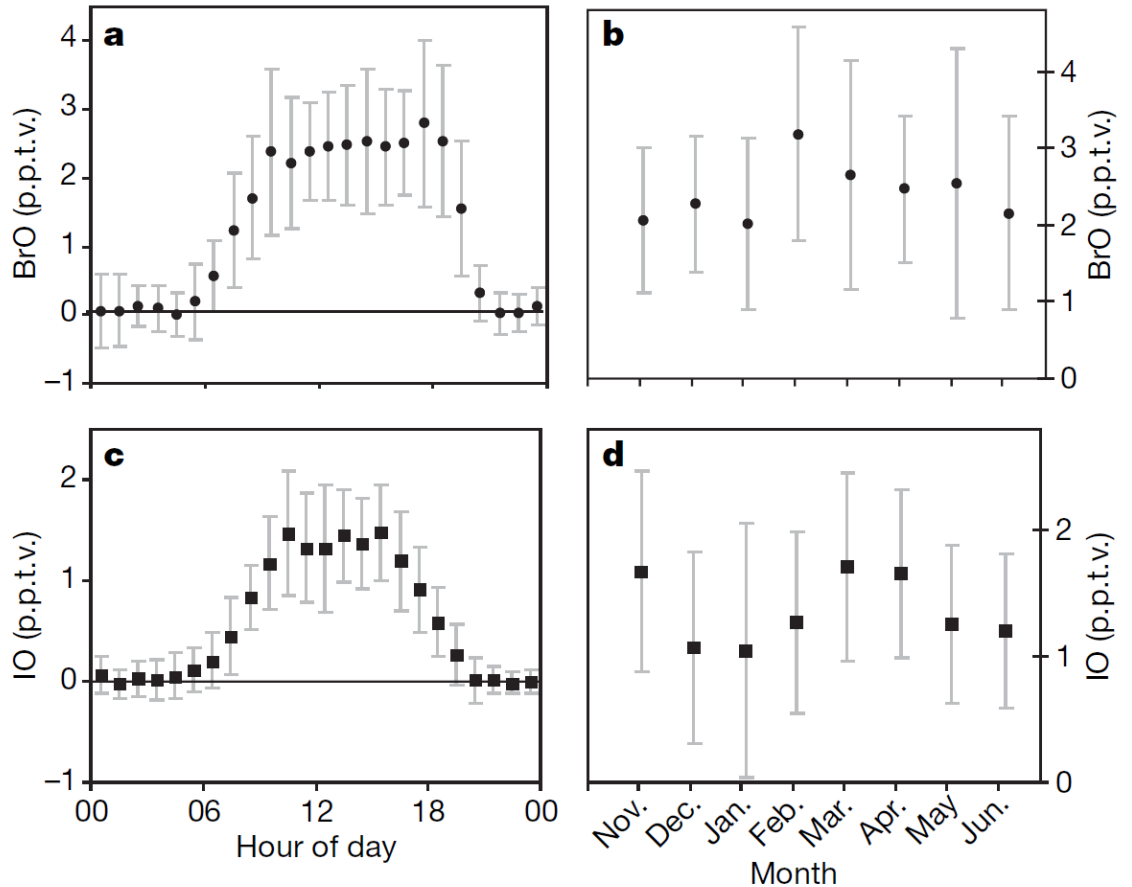 a
4
3
2
1
0
−1
BrO (p.p.t.v.)
b
4
3
2
1
0
BrO (p.p.t.v.)
c
2
1
0
−1
IO (p.p.t.v.)
00 06 12 18 00
Hour of day
d
2
1
0
IO (p.p.t.v.)
Nov. Dec. Jan. Feb. Mar. Apr. May Jun.
Month